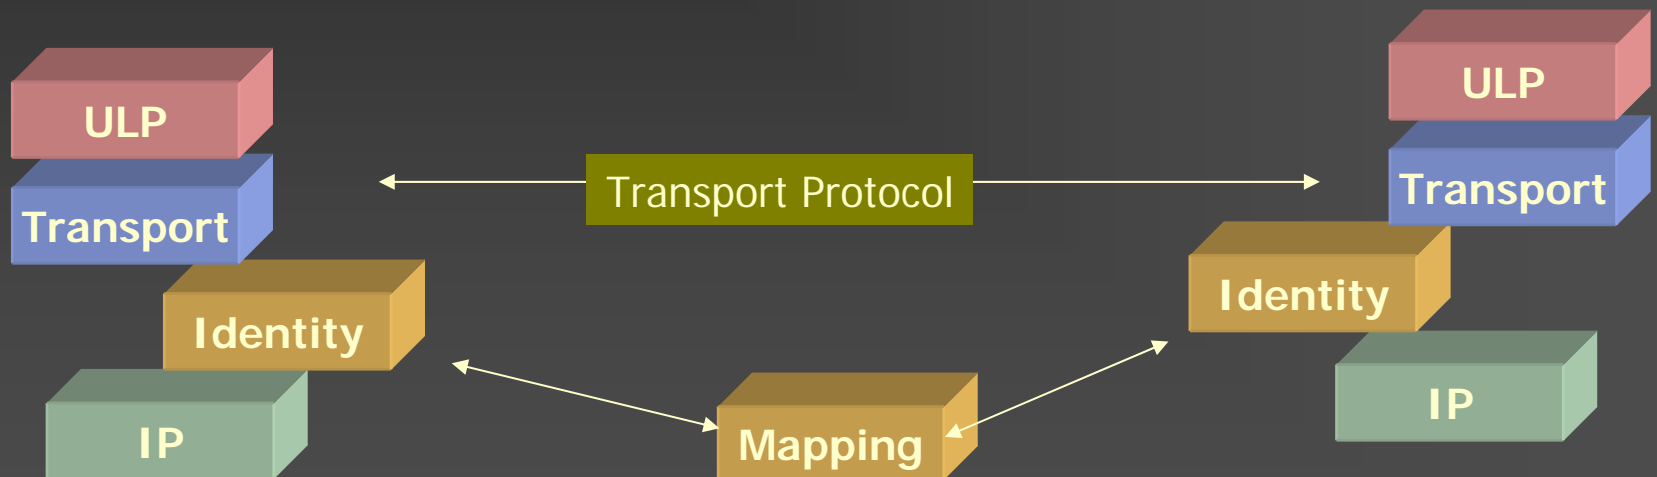 ULP
Transport
Identity
IP
Transport Protocol
Mapping
ULP
Transport
Identity
IP